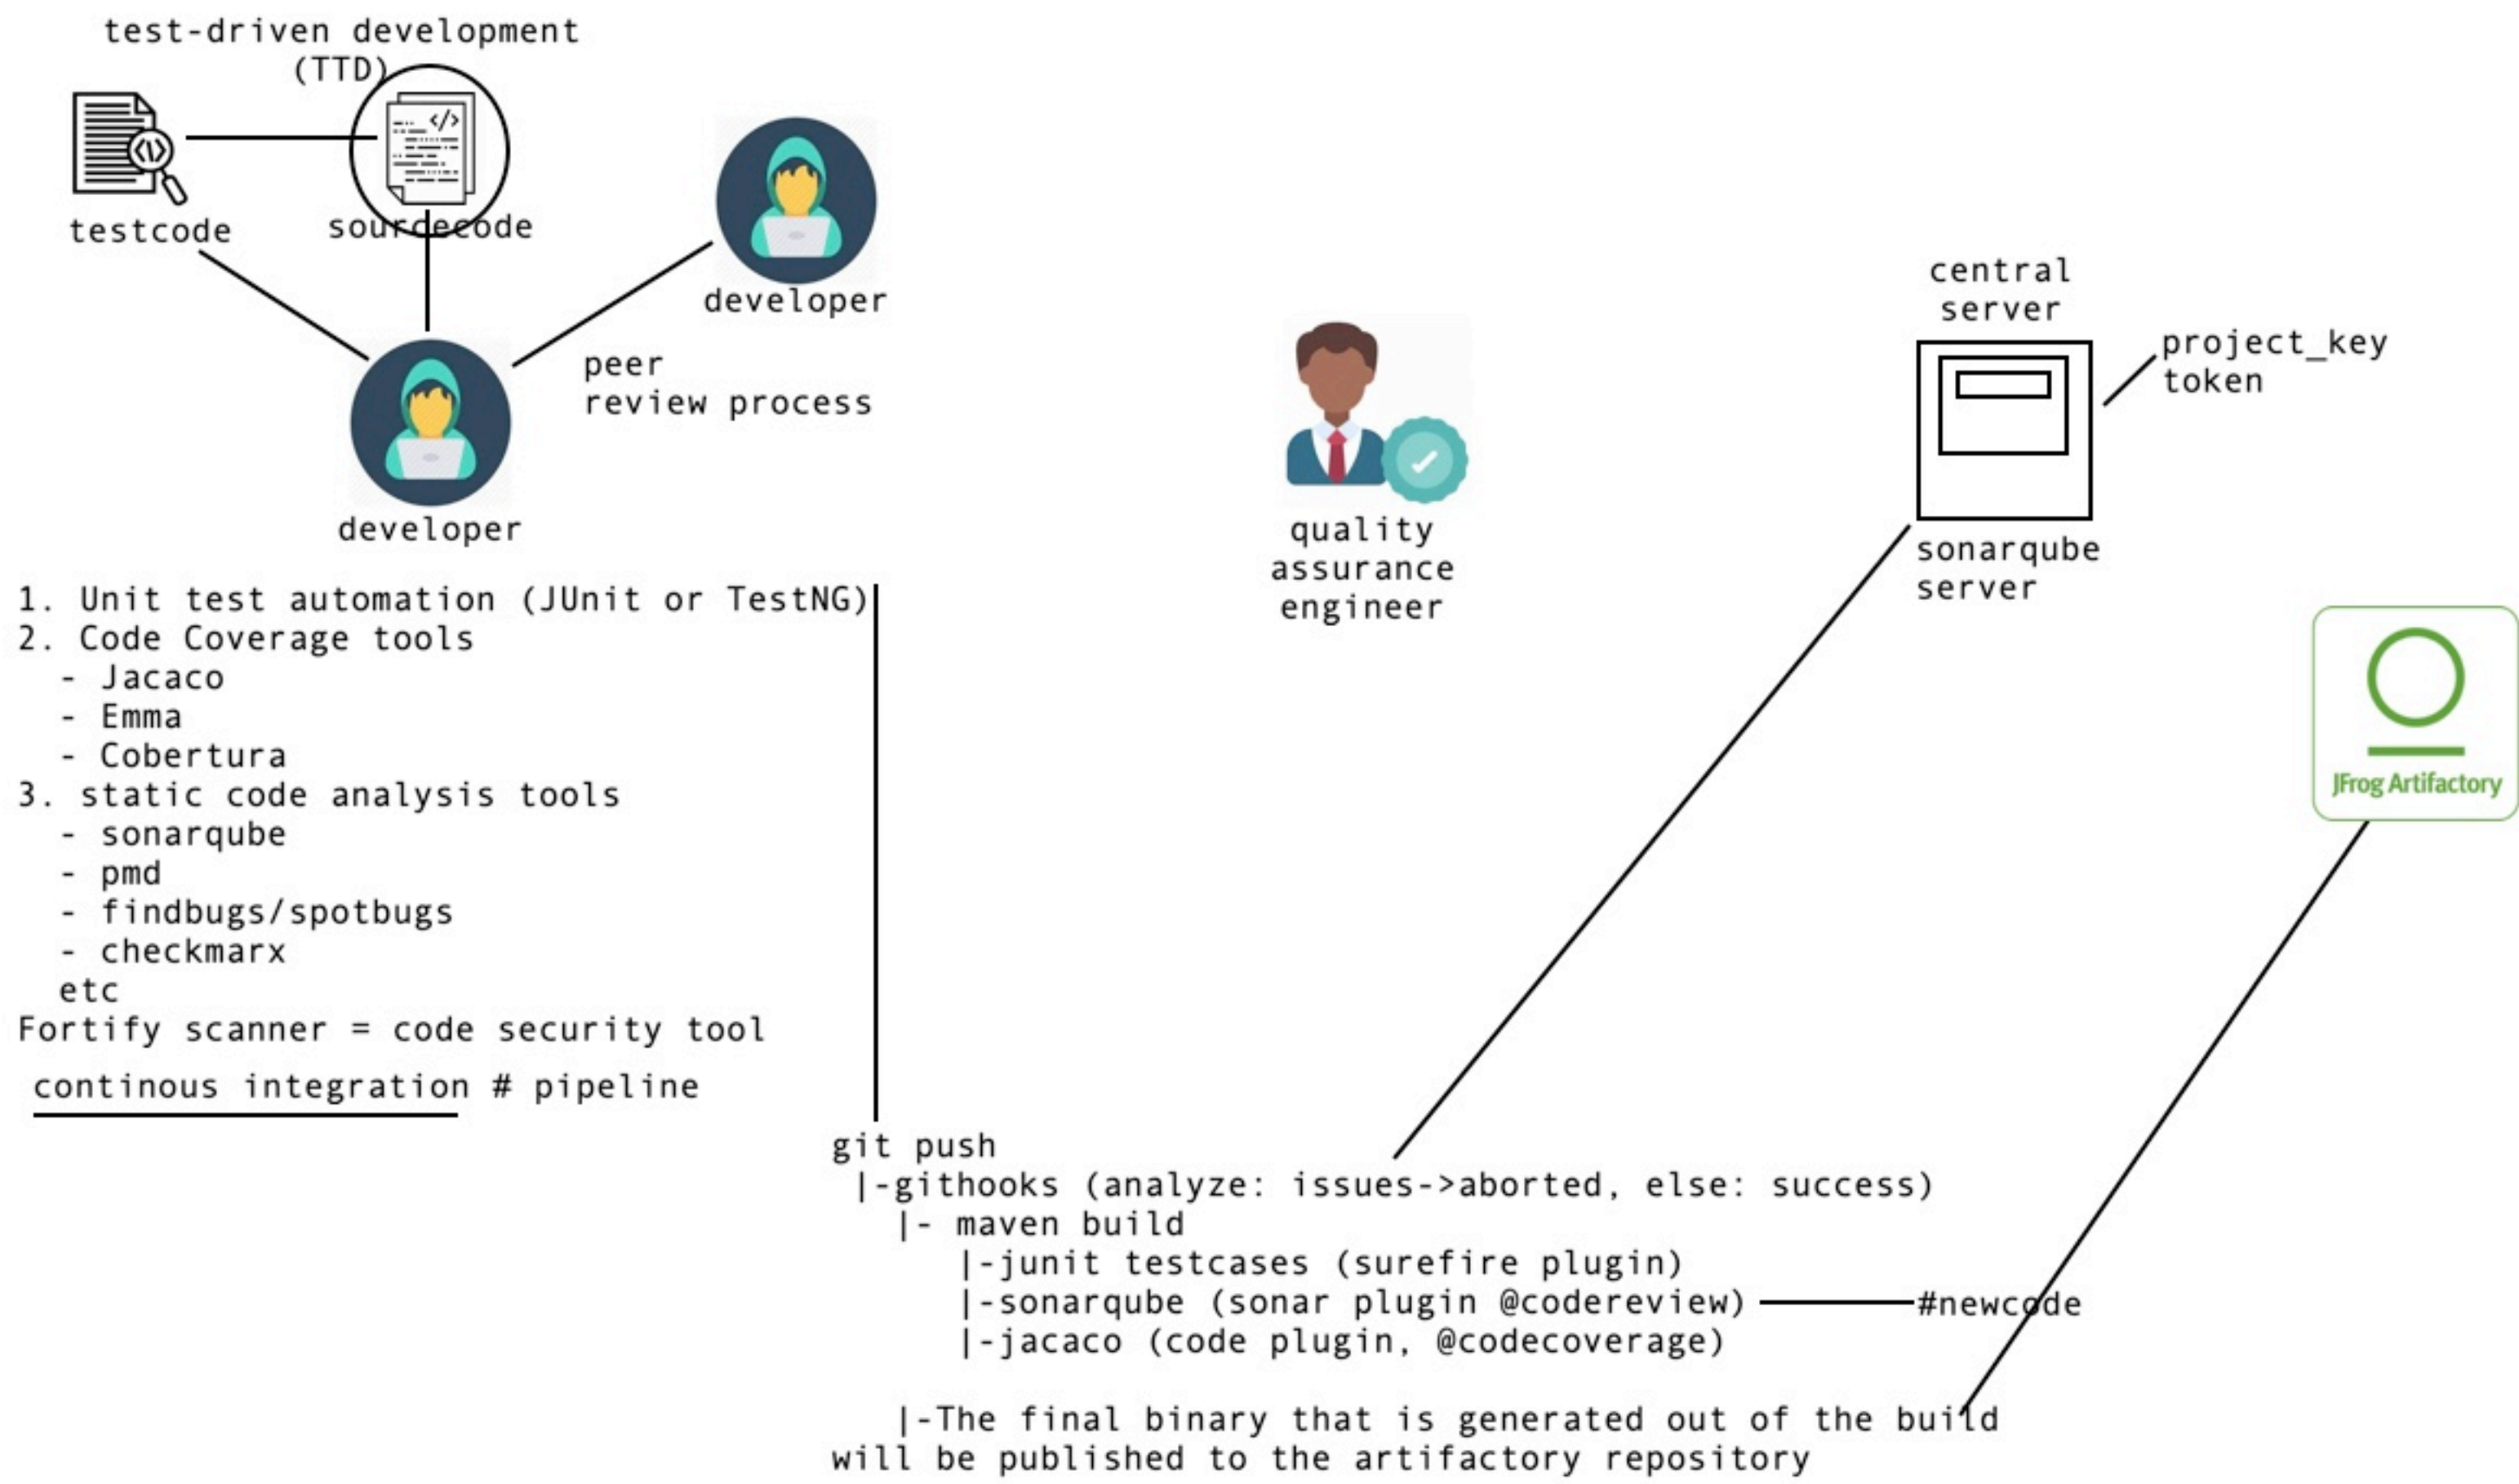 test-driven development
(TTD)
testcode
sourcecode
developer
peer
review process
developer
quality
assurance
engineer
central
server
project_key
token
sonarqube
server
JFrog Artifactory
1. Unit test automation (JUnit or TestNG)
2. Code Coverage tools
- Jacaco
- Emma
- Cobertura
3. static code analysis tools
- sonarqube
- pmd
- findbugs/spotbugs
- checkmarx
etc
Fortify scanner = code security tool
continous integration # pipeline
git push
|-githooks (analyze: issues->aborted, else: success)
|- maven build
|-junit testcases (surefire plugin)
|-sonarqube (sonar plugin @codereview)
#newcode
|-jacaco (code plugin, @codecoverage)
|-The final binary that is generated out of the build
will be published to the artifactory repository